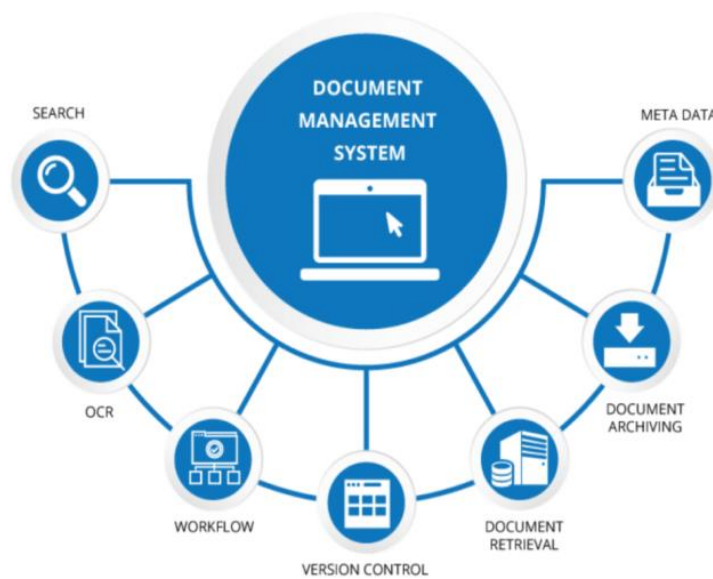 DOCUMENT
MANAGEMENT
SYSTEM
SEARCH
META DATA
OCR
DOCUMENT
ARCHIVING
WORKFLOW
DOCUMENT
RETRIEVAL
VERSION CONTROL